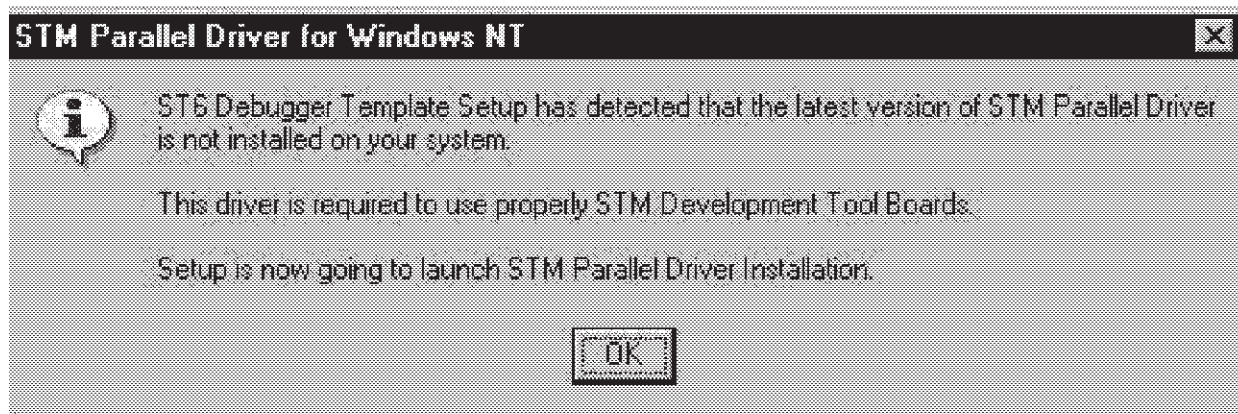 STM Parallel Driver for Windows NT
ST6 Debugger Template Setup has detected that the latest version of STM Parallel Driver
is not installed on your system.
This driver is required to use properly STM Development Tool Boards.
Setup is now going to launch STM Parallel Driver Installation.
OK